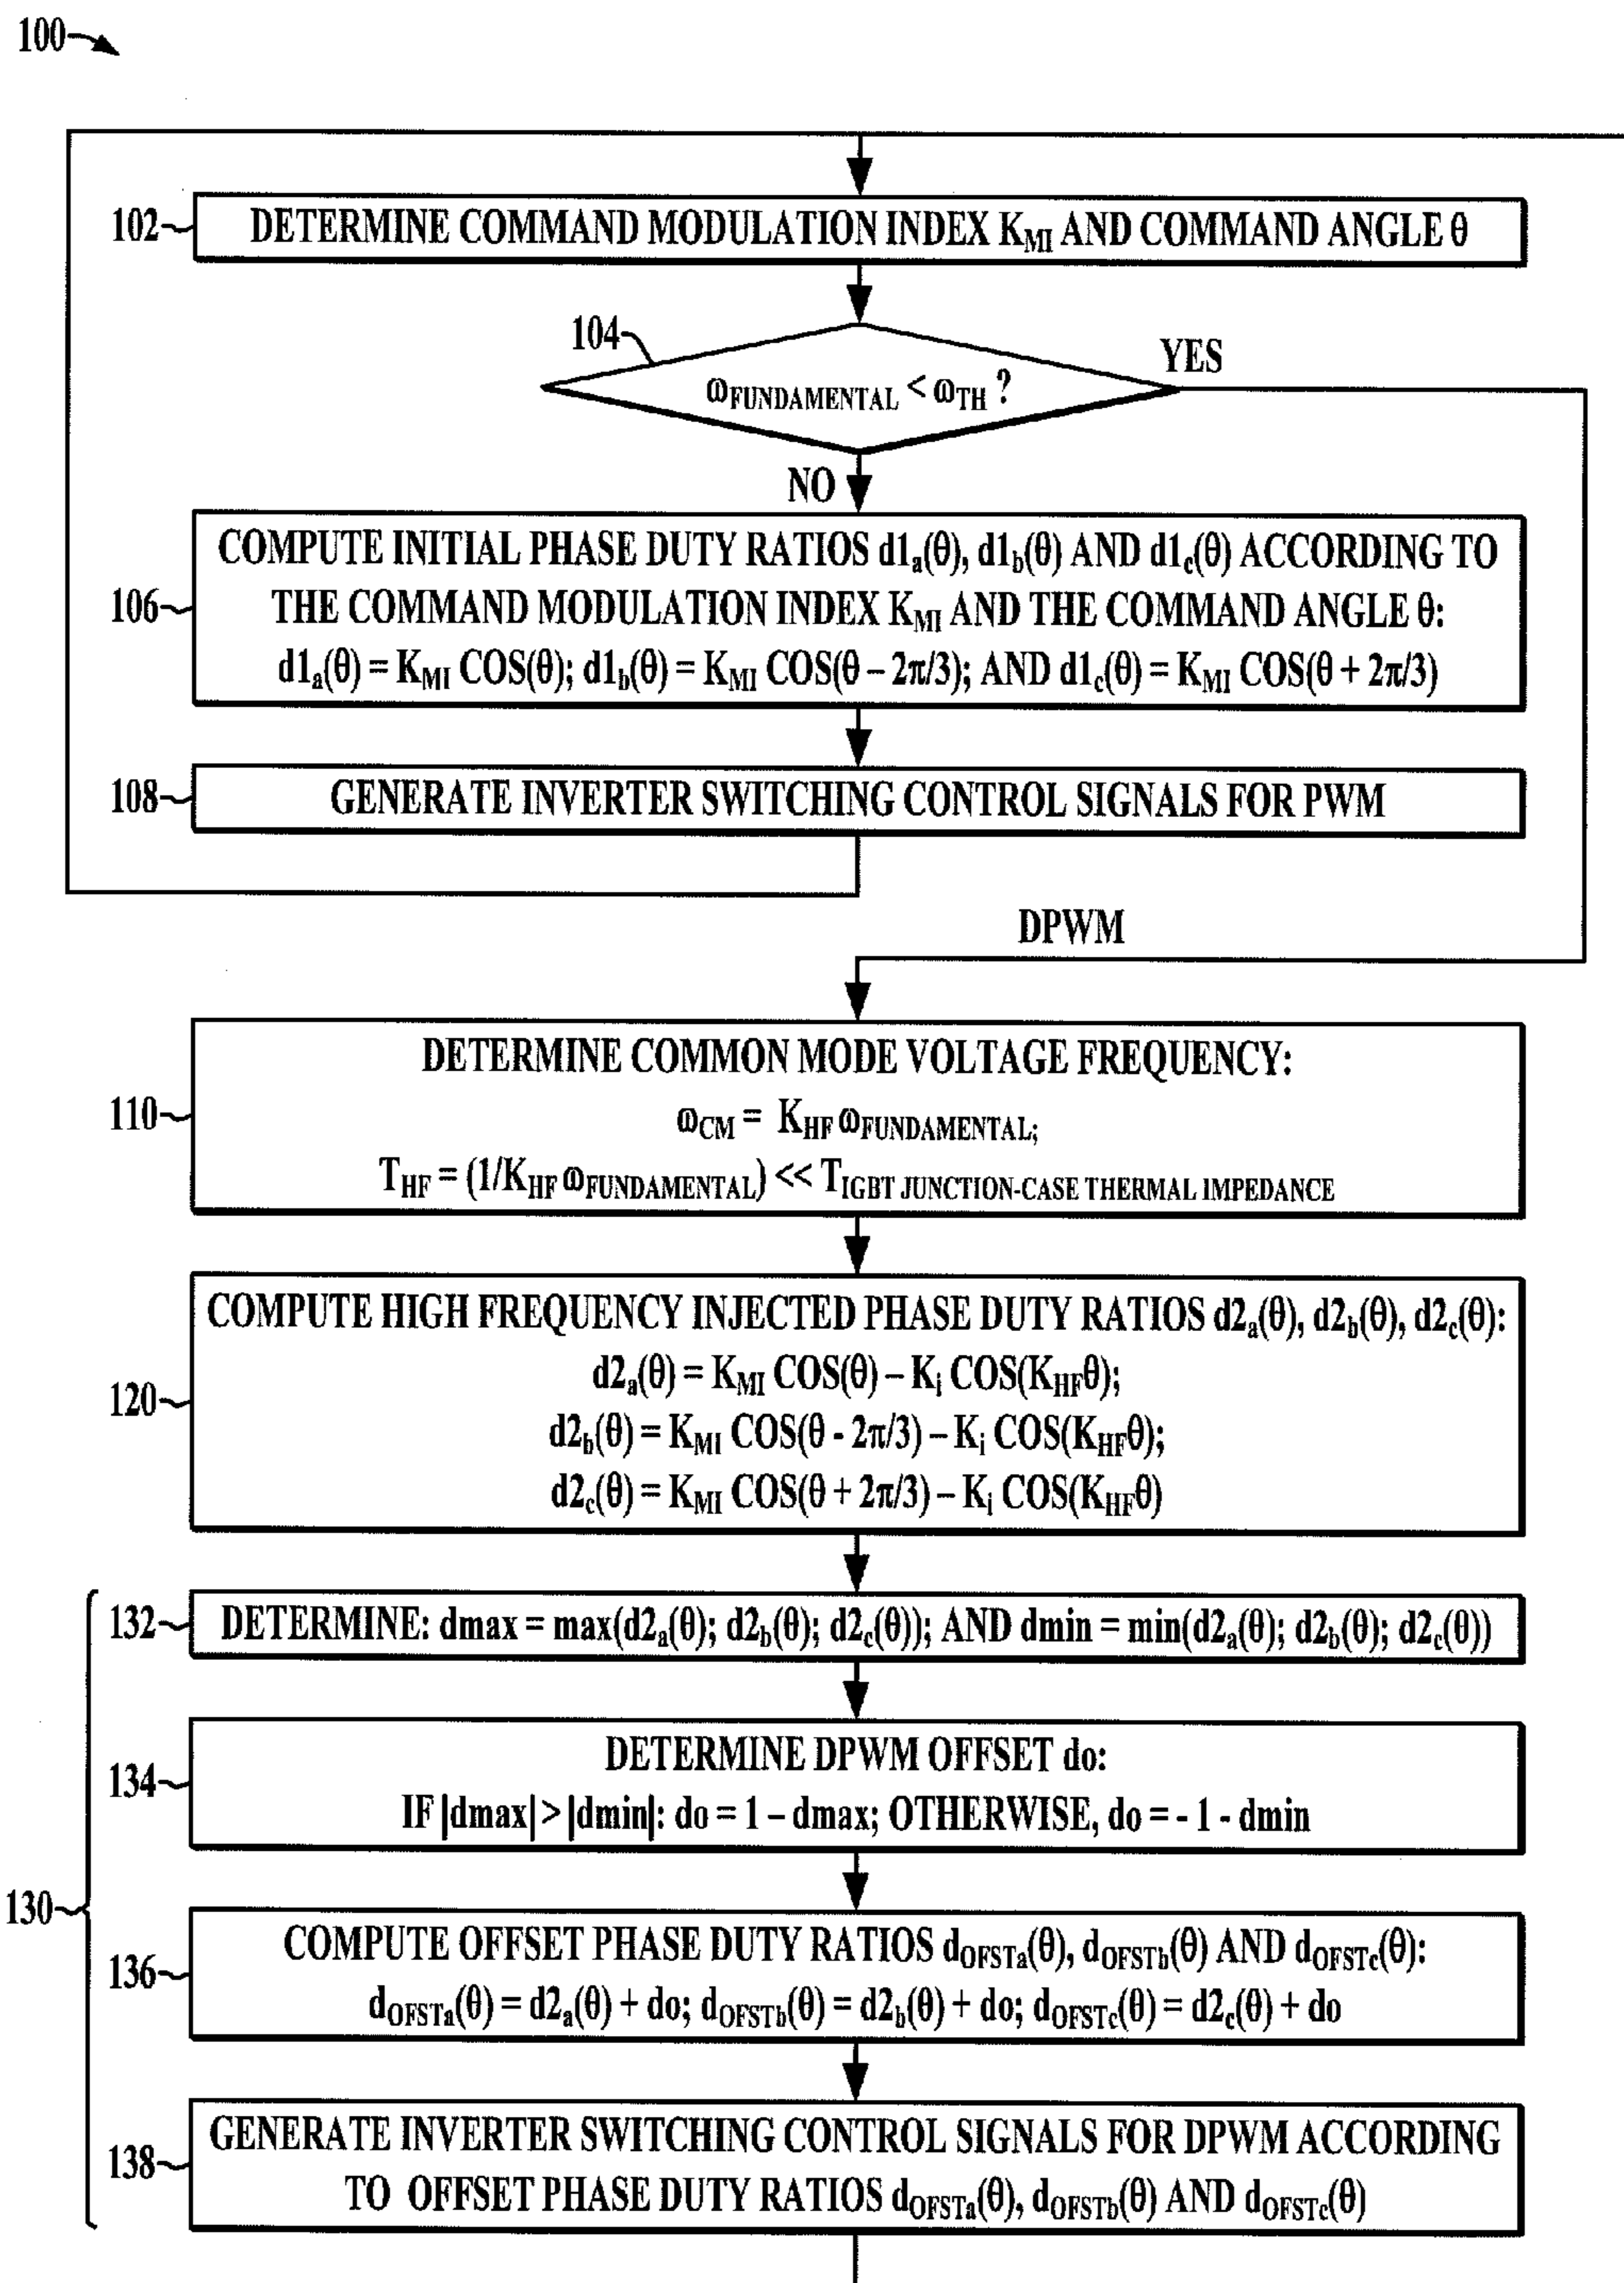 100
102
DETERMINE COMMAND MODULATION INDEX K_MI AND COMMAND ANGLE θ
104
ω_FUNDAMENTAL < ω_TH ?
YES
NO
106
COMPUTE INITIAL PHASE DUTY RATIOS d1_a(θ), d1_b(θ) AND d1_c(θ) ACCORDING TO
THE COMMAND MODULATION INDEX K_MI AND THE COMMAND ANGLE θ:
d1_a(θ) = K_MI COS(θ); d1_b(θ) = K_MI COS(θ – 2π/3); AND d1_c(θ) = K_MI COS(θ + 2π/3)
108
GENERATE INVERTER SWITCHING CONTROL SIGNALS FOR PWM
DPWM
110
DETERMINE COMMON MODE VOLTAGE FREQUENCY:
ω_CM = K_HF ω_FUNDAMENTAL;
T_HF = (1/K_HF ω_FUNDAMENTAL) << T_IGBT JUNCTION-CASE THERMAL IMPEDANCE
120
COMPUTE HIGH FREQUENCY INJECTED PHASE DUTY RATIOS d2_a(θ), d2_b(θ), d2_c(θ):
d2_a(θ) = K_MI COS(θ) – K_i COS(K_HFθ);
d2_b(θ) = K_MI COS(θ - 2π/3) – K_i COS(K_HFθ);
d2_c(θ) = K_MI COS(θ + 2π/3) – K_i COS(K_HFθ)
130
132
DETERMINE: dmax = max(d2_a(θ); d2_b(θ); d2_c(θ)); AND dmin = min(d2_a(θ); d2_b(θ); d2_c(θ))
134
DETERMINE DPWM OFFSET do:
IF |dmax| > |dmin|: do = 1 – dmax; OTHERWISE, do = - 1 - dmin
136
COMPUTE OFFSET PHASE DUTY RATIOS d_OFSTa(θ), d_OFSTb(θ) AND d_OFSTc(θ):
d_OFSTa(θ) = d2_a(θ) + do; d_OFSTb(θ) = d2_b(θ) + do; d_OFSTc(θ) = d2_c(θ) + do
138
GENERATE INVERTER SWITCHING CONTROL SIGNALS FOR DPWM ACCORDING
TO OFFSET PHASE DUTY RATIOS d_OFSTa(θ), d_OFSTb(θ) AND d_OFSTc(θ)